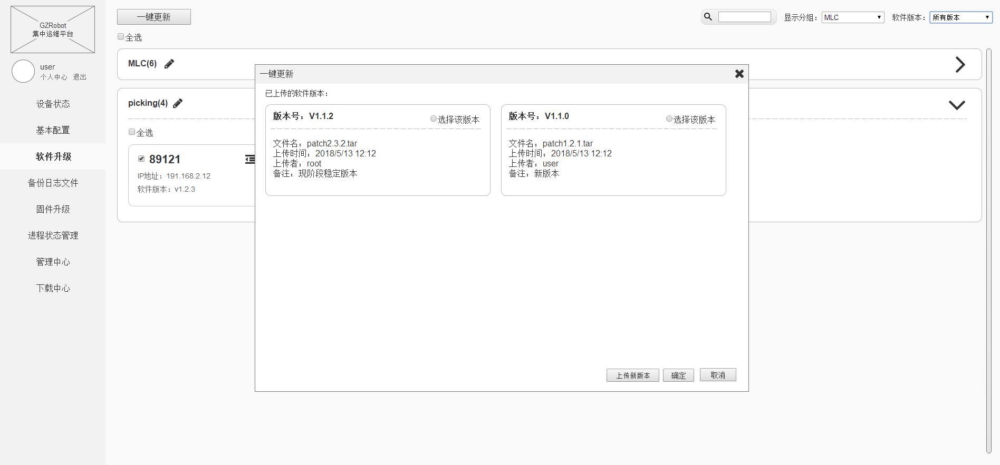 GZRobot
集中运维平台
user
个人中心 退出
设备状态
基本配置
软件升级
备份日志文件
固件升级
进程状态管理
管理中心
下载中心
一键更新
显示分组：MLC
软件版本：所有版本
全选
MLC(6)
picking(4)
全选
89121
IP地址：191.168.2.12
软件版本：v1.2.3
一键更新
已上传的软件版本：
版本号：V1.1.2
选择该版本
文件名：patch2.3.2.tar
上传时间：2018/5/13 12:12
上传者：root
备注：现阶段稳定版本
版本号：V1.1.0
选择该版本
文件名：patch1.2.1.tar
上传时间：2018/5/13 12:12
上传者：user
备注：新版本
上传新版本
确定
取消